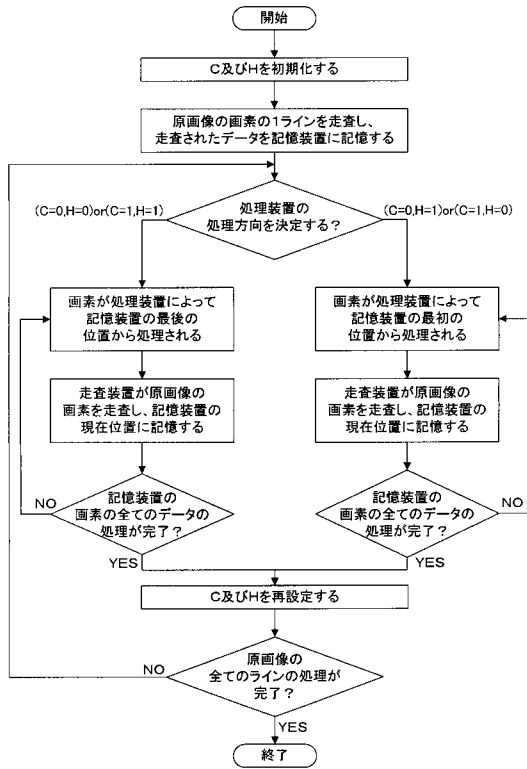 開始
C及びHを初期化する
原画像の画素の1ラインを走査し、
走査されたデータを記憶装置に記憶する
(C=0,H=0)or(C=1,H=1)
処理装置の
処理方向を決定する?
(C=0,H=1)or(C=1,H=0)
画素が処理装置によって
記憶装置の最後の
位置から処理される
画素が処理装置によって
記憶装置の最初の
位置から処理される
走査装置が原画像の
画素を走査し、記憶装置の
現在位置に記憶する
走査装置が原画像の
画素を走査し、記憶装置の
現在位置に記憶する
NO
記憶装置の
画素の全てのデータの
処理が完了?
YES
記憶装置の
画素の全てのデータの
処理が完了?
NO
YES
C及びHを再設定する
NO
原画像の
全てのラインの処理が
完了?
YES
終了